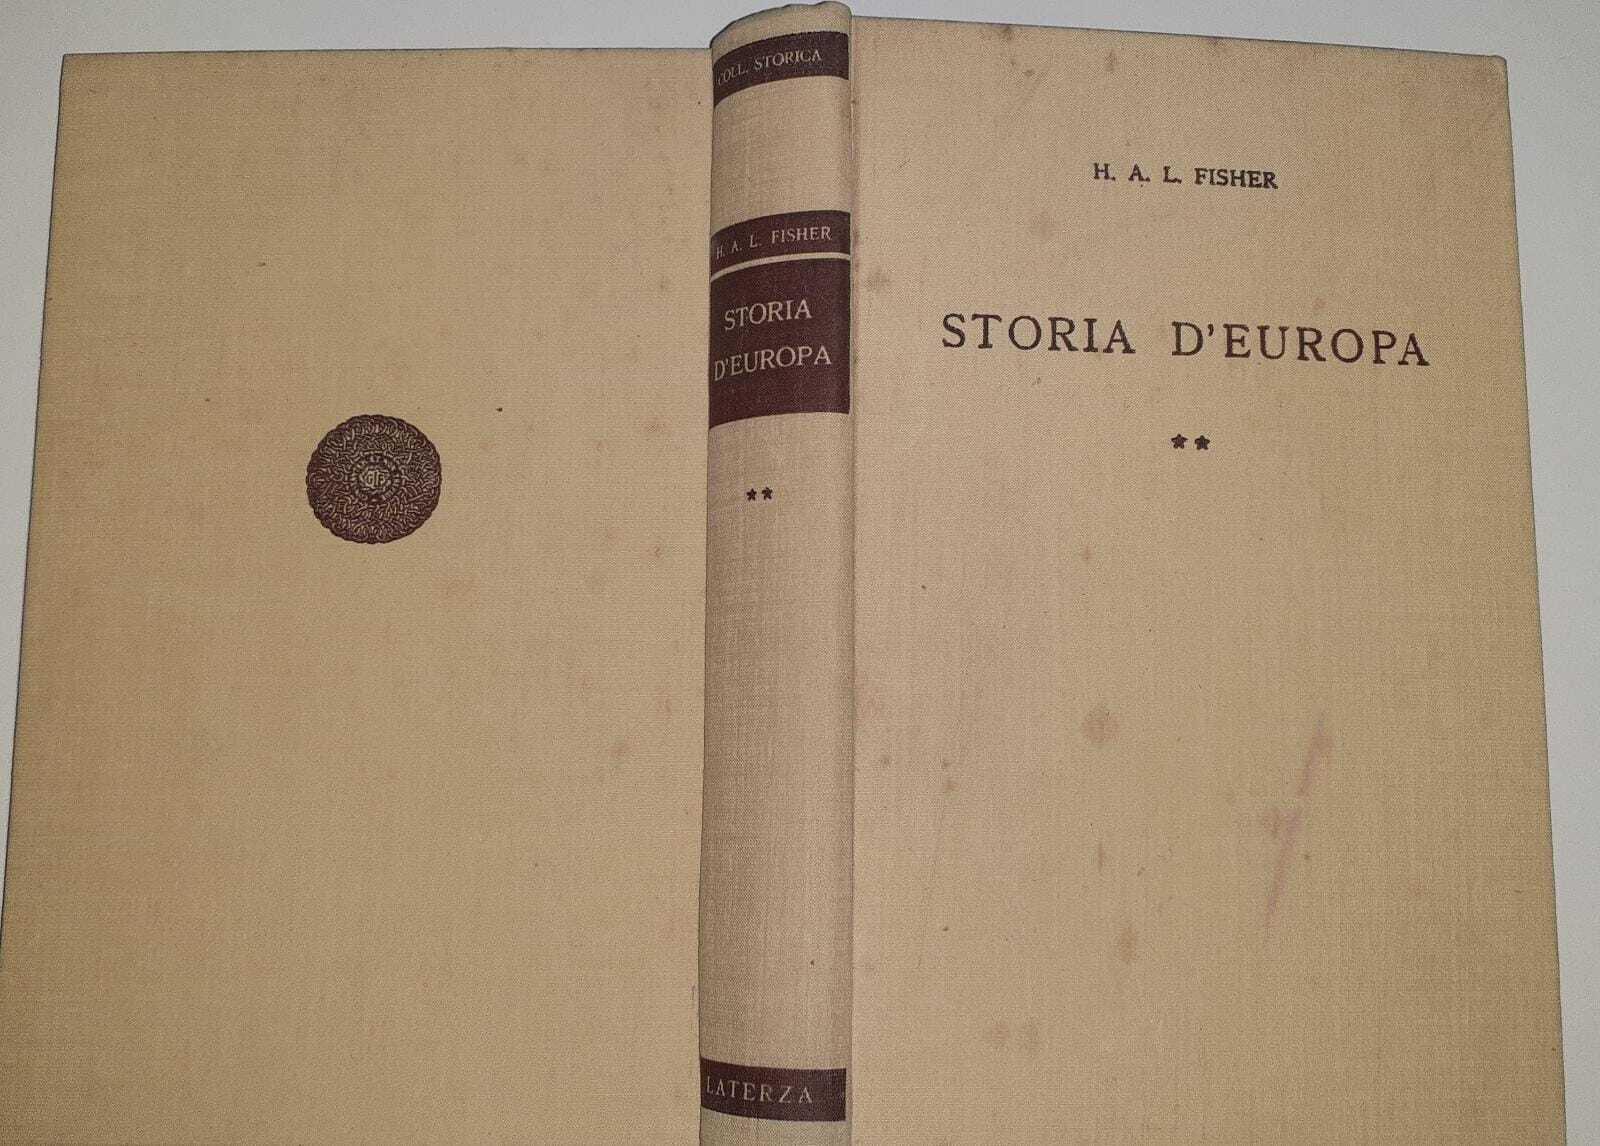 COLL. STORICA
H. A. L. FISHER
STORIA
D'EUROPA
**
LATERZA
H. A. L. FISHER
STORIA D'EUROPA
**